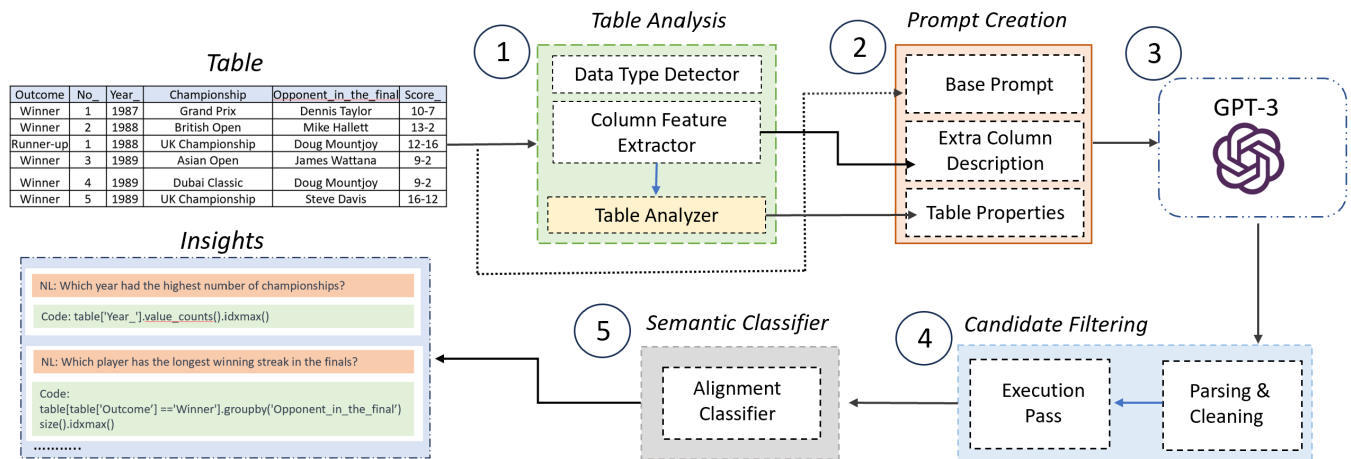 Table
Outcome No_ Year_ Championship Opponent_in_the_final Score_
Winner 1 1987 Grand Prix Dennis Taylor 10-7
Winner 2 1988 British Open Mike Hallett 13-2
Runner-up 1 1988 UK Championship Doug Mountjoy 12-16
Winner 3 1989 Asian Open James Wattana 9-2
Winner 4 1989 Dubai Classic Doug Mountjoy 9-2
Winner 5 1989 UK Championship Steve Davis 16-12
1
Table Analysis
Data Type Detector
Column Feature
Extractor
Table Analyzer
2
Prompt Creation
Base Prompt
Extra Column
Description
Table Properties
3
GPT-3
4
Candidate Filtering
Parsing &
Cleaning
Execution
Pass
5
Semantic Classifier
Alignment
Classifier
Insights
NL: Which year had the highest number of championships?
Code: table['Year_'].value_counts().idxmax()
NL: Which player has the longest winning streak in the finals?
Code:
table[table['Outcome’] =='Winner'].groupby('Opponent_in_the_final’)
size().idxmax()
...........